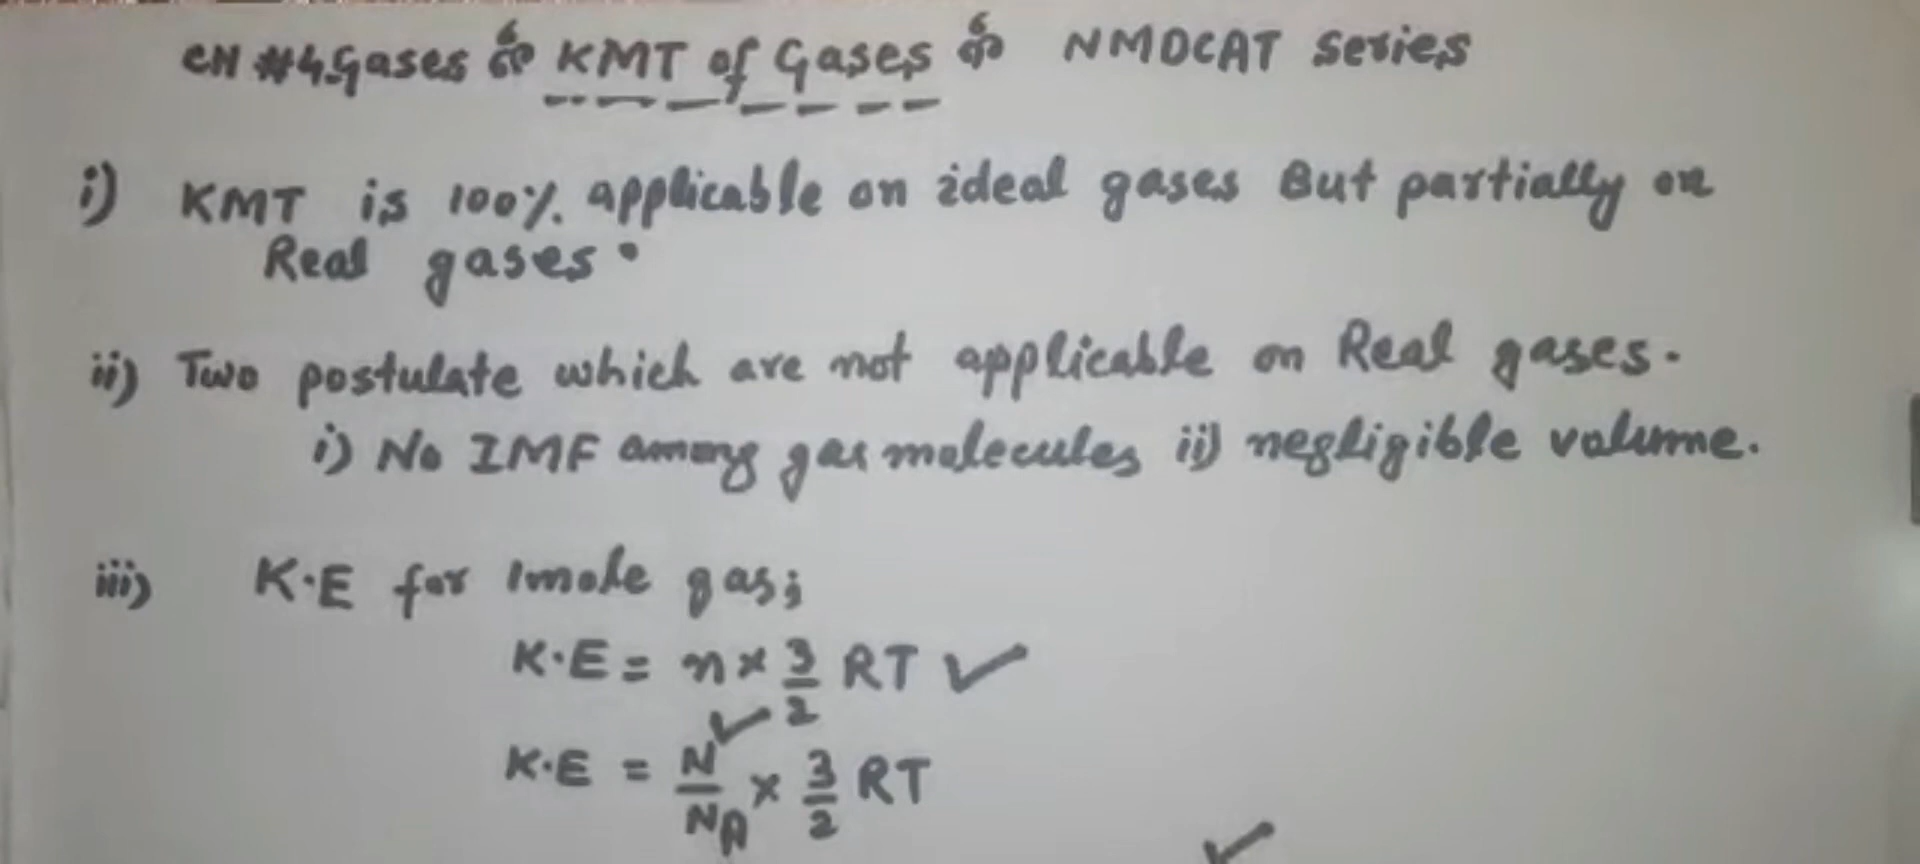 CH #4 Gases KMT of Gases NMDCAT series
i) KMT is 100% applicable on ideal gases But partially on
Real gases.
ii) Two postulate which are not applicable on Real gases.
i) No IMF among gas molecules ii) negligible volume.
iii) K.E for 1mole gas;
K.E = n × 3/2 RT ✓
K.E = N/NA × 3/2 RT